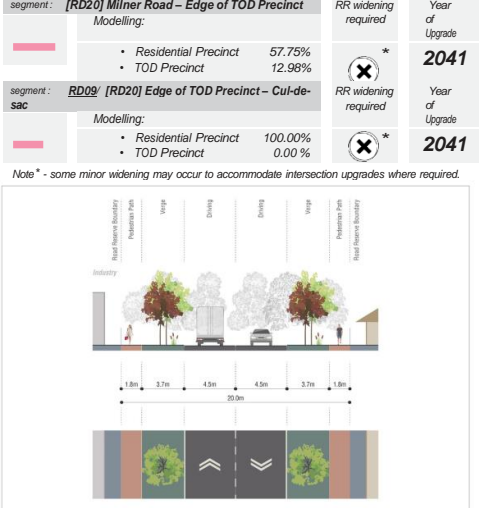 segment : [RD20] Milner Road – Edge of TOD Precinct RR widening required Year of Upgrade
Modelling:
• Residential Precinct 57.75%
• TOD Precinct 12.98%
* 2041
segment : RD09/ [RD20] Edge of TOD Precinct – Cul-de-sac RR widening required Year of Upgrade
Modelling:
• Residential Precinct 100.00%
• TOD Precinct 0.00 %
* 2041
Note* - some minor widening may occur to accommodate intersection upgrades where required.
Road Reserve Boundary
Pedestrian Path
Verge
Driving
Driving
Verge
Pedestrian Path
Road Reserve Boundary
Industry
1.8m 3.7m 4.5m 4.5m 3.7m 1.8m
20.0m